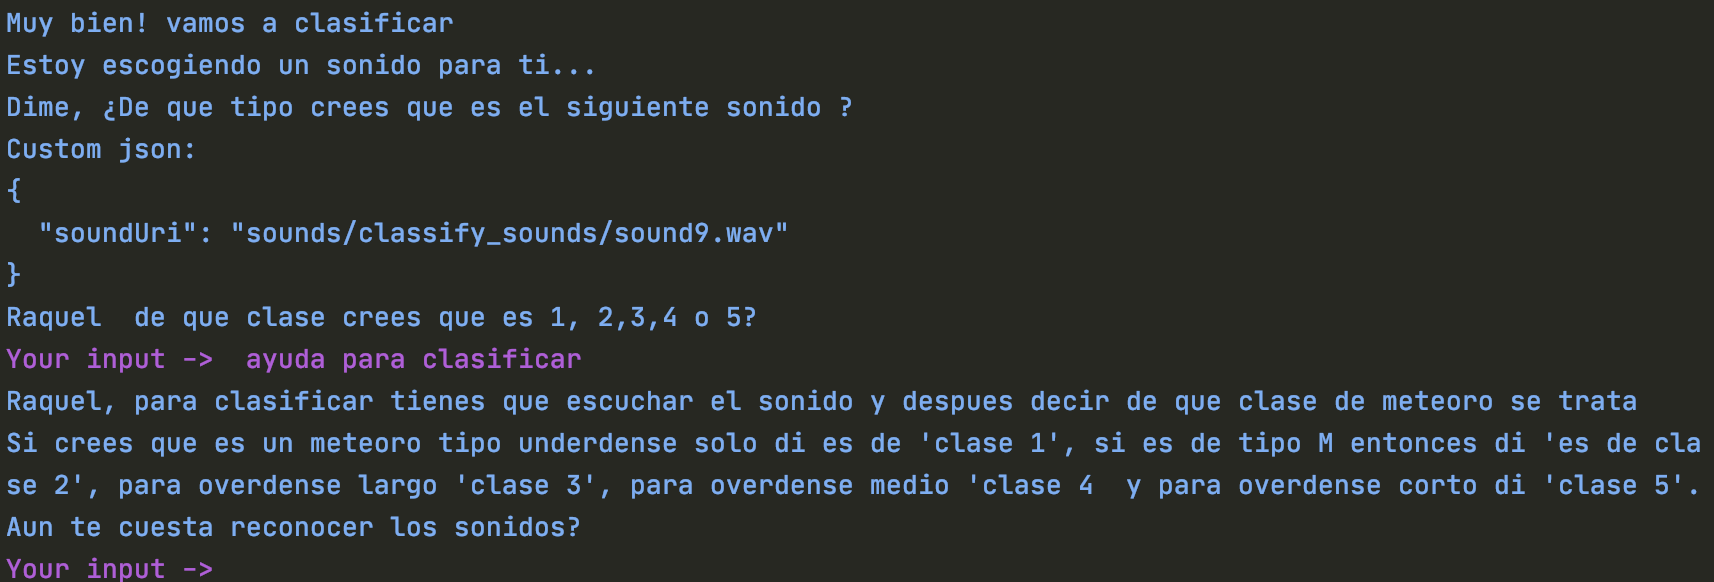 Muy bien! vamos a clasificar
Estoy escogiendo un sonido para ti...
Dime, ¿De que tipo crees que es el siguiente sonido ?
Custom json:
{
  "soundUri": "sounds/classify_sounds/sound9.wav"
}
Raquel  de que clase crees que es 1, 2,3,4 o 5?
Your input ->  ayuda para clasificar
Raquel, para clasificar tienes que escuchar el sonido y despues decir de que clase de meteoro se trata
Si crees que es un meteoro tipo underdense solo di es de 'clase 1', si es de tipo M entonces di 'es de cla
se 2', para overdense largo 'clase 3', para overdense medio 'clase 4  y para overdense corto di 'clase 5'.
Aun te cuesta reconocer los sonidos?
Your input ->